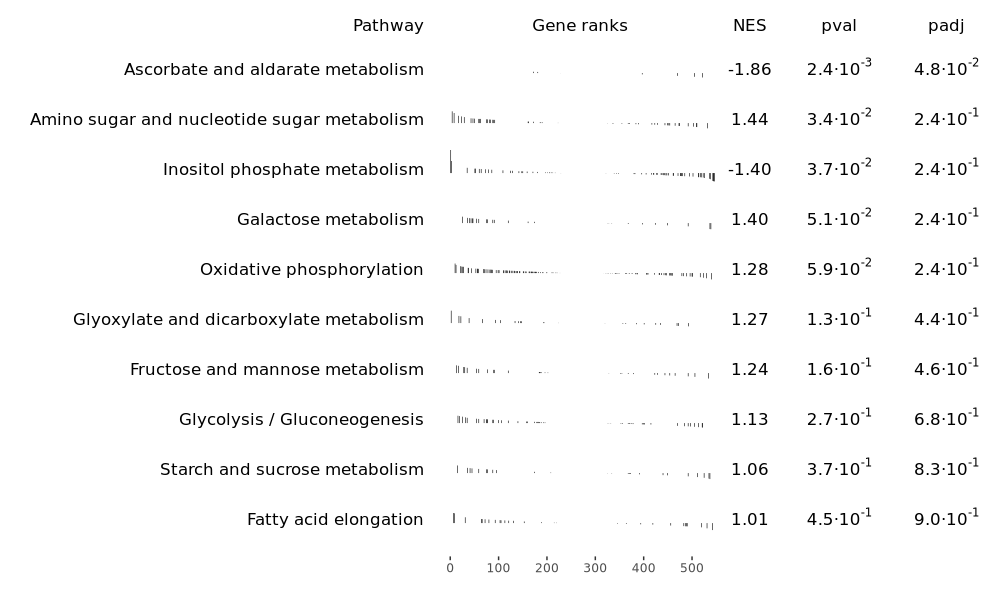 Pathway Gene ranks NES pval padj
Ascorbate and aldarate metabolism -1.86 2.4·10⁻³ 4.8·10⁻²
Amino sugar and nucleotide sugar metabolism 1.44 3.4·10⁻² 2.4·10⁻¹
Inositol phosphate metabolism -1.40 3.7·10⁻² 2.4·10⁻¹
Galactose metabolism 1.40 5.1·10⁻² 2.4·10⁻¹
Oxidative phosphorylation 1.28 5.9·10⁻² 2.4·10⁻¹
Glyoxylate and dicarboxylate metabolism 1.27 1.3·10⁻¹ 4.4·10⁻¹
Fructose and mannose metabolism 1.24 1.6·10⁻¹ 4.6·10⁻¹
Glycolysis / Gluconeogenesis 1.13 2.7·10⁻¹ 6.8·10⁻¹
Starch and sucrose metabolism 1.06 3.7·10⁻¹ 8.3·10⁻¹
Fatty acid elongation 1.01 4.5·10⁻¹ 9.0·10⁻¹
0 100 200 300 400 500